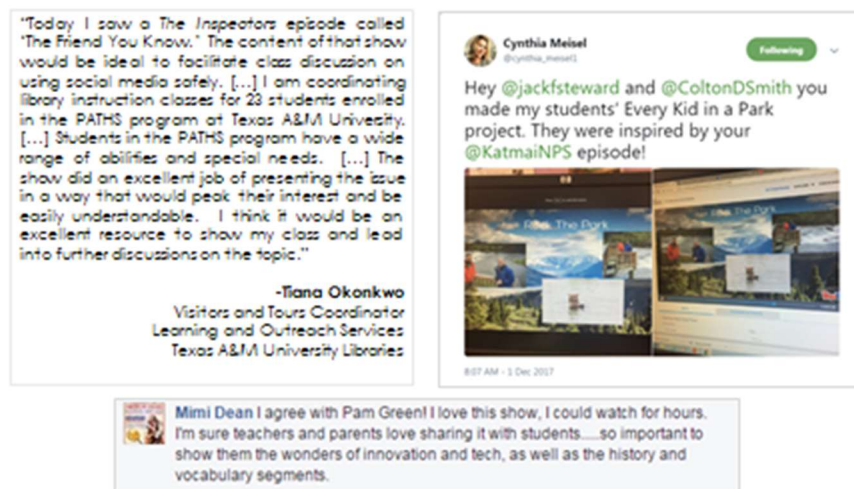 "Today I saw a The Inspectors episode called
'The Friend You Know." The content of that show
would be ideal to facilitate class discussion on
using social media safely. [...] I am coordinating
library instruction classes for 23 students enrolled
in the PATHS program at Texas A&M Univesity.
[...] Students in the PATHS program have a wide
range of abilities and special needs. [...] The
show did an excellent job of presenting the issue
in a way that would peak their interest and be
easily understandable. I think it would be an
excellent resource to show my class and lead
into further discussions on the topic."
-Tiana Okonkwo
Visitors and Tours Coordinator
Learning and Outreach Services
Texas A&M University Libraries
Cynthia Meisel
@cynthia_meisel1
Following
Hey @jackfsteward and @ColtonDSmith you
made my students' Every Kid in a Park
project. They were inspired by your
@KatmaiNPS episode!
The Park
The Park
8:07 AM - 1 Dec 2017
Mimi Dean I agree with Pam Green! I love this show, I could watch for hours.
I'm sure teachers and parents love sharing it with students.....so important to
show them the wonders of innovation and tech, as well as the history and
vocabulary segments.